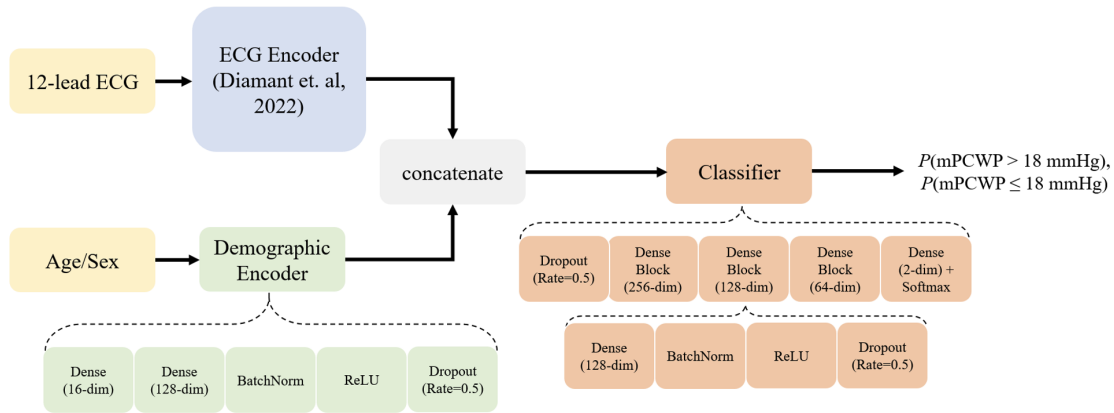 12-lead ECG
ECG Encoder
(Diamant et. al,
2022)
concatenate
Classifier
P(mPCWP > 18 mmHg),
P(mPCWP ≤ 18 mmHg)
Age/Sex
Demographic
Encoder
Dropout
(Rate=0.5)
Dense
Block
(256-dim)
Dense
Block
(128-dim)
Dense
Block
(64-dim)
Dense
(2-dim) +
Softmax
Dense
(16-dim)
Dense
(128-dim)
BatchNorm
ReLU
Dropout
(Rate=0.5)
Dense
(128-dim)
BatchNorm
ReLU
Dropout
(Rate=0.5)